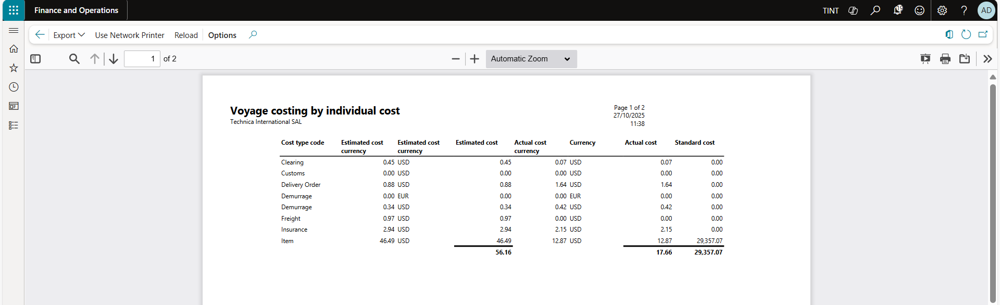 Finance and Operations
TINT
19
AD
Export
Use Network Printer
Reload
Options
1 of 2
Automatic Zoom
Voyage costing by individual cost
Technica International SAL
Page 1 of 2
27/10/2025
11:38
Cost type code Estimated cost currency Estimated cost currency Estimated cost Actual cost currency Currency Actual cost Standard cost
Clearing 0.45 USD 0.45 0.07 USD 0.07 0.00
Customs 0.00 USD 0.00 0.00 USD 0.00 0.00
Delivery Order 0.88 USD 0.88 1.64 USD 1.64 0.00
Demurrage 0.00 EUR 0.00 0.00 EUR 0.00 0.00
Demurrage 0.34 USD 0.34 0.42 USD 0.42 0.00
Freight 0.97 USD 0.97 0.00 USD 0.00 0.00
Insurance 2.94 USD 2.94 2.15 USD 2.15 0.00
Item 46.49 USD 46.49 12.87 USD 12.87 29,357.07
56.16 17.66 29,357.07